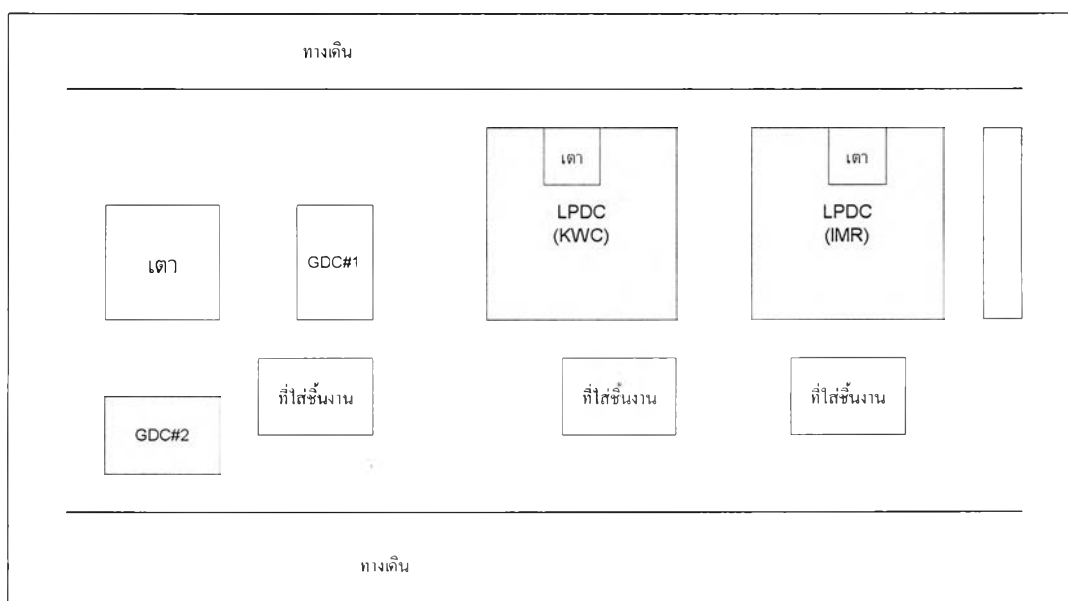 ทางเดิน
เตา
เตา
LPDC
(KWC)
LPDC
(IMR)
เตา
GDC#1
ที่ใส่ชิ้นงาน
ที่ใส่ชิ้นงาน
ที่ใส่ชิ้นงาน
GDC#2
ทางเดิน